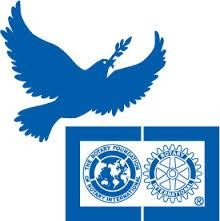 THE ROTARY FOUNDATION
OF ROTARY INTERNATIONAL
ROTARY
INTERNATIONAL
®